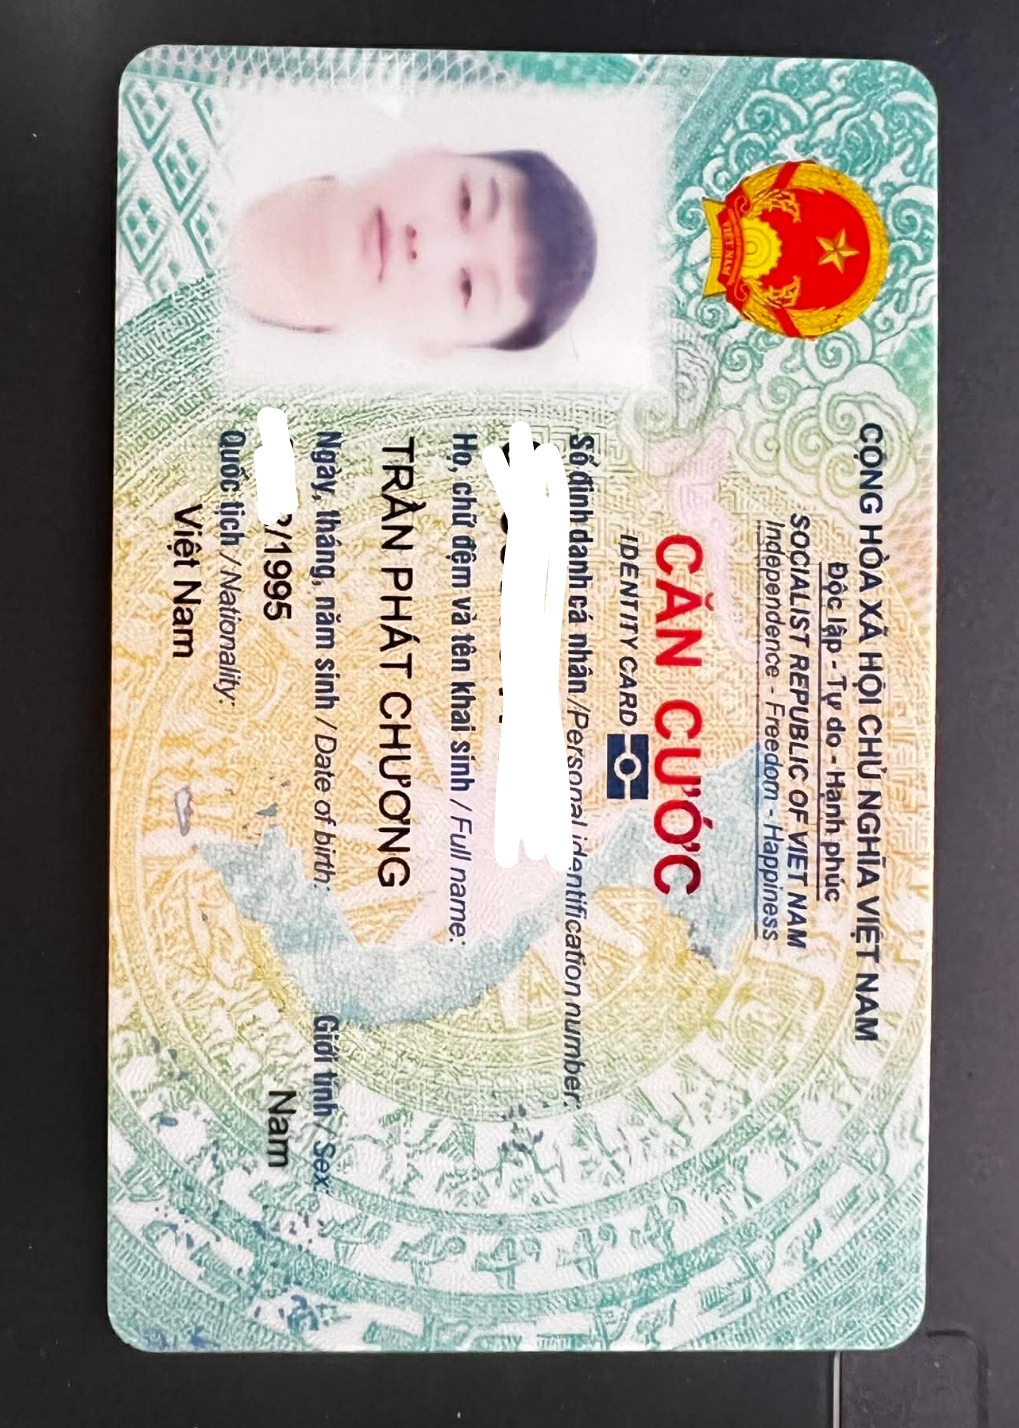 CỘNG HÒA XÃ HỘI CHỦ NGHĨA VIỆT NAM
Độc lập - Tự do - Hạnh phúc
SOCIALIST REPUBLIC OF VIET NAM
Independence - Freedom - Happiness
CĂN CƯỚC
IDENTITY CARD
Số định danh cá nhân / Personal identification number:
Họ, chữ đệm và tên khai sinh / Full name:
TRẦN PHÁT CHƯƠNG
Ngày, tháng, năm sinh / Date of birth: Giới tính / Sex:
/1995 Nam
Quốc tịch / Nationality:
Việt Nam
VIỆT NAM